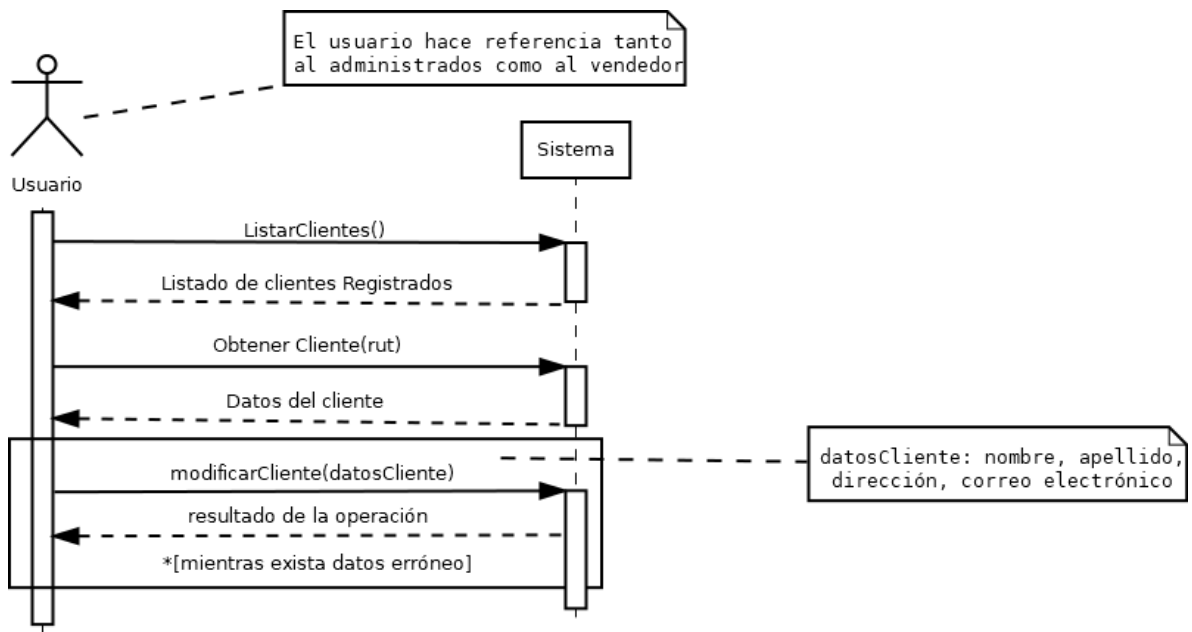 El usuario hace referencia tanto
al administrados como al vendedor
Sistema
Usuario
ListarClientes()
Listado de clientes Registrados
Obtener Cliente(rut)
Datos del cliente
datosCliente: nombre, apellido,
dirección, correo electrónico
modificarCliente(datosCliente)
resultado de la operación
*[mientras exista datos erróneo]